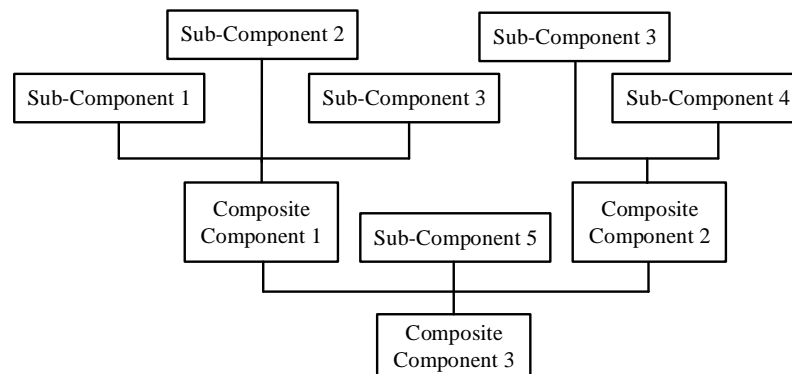 Sub-Component 2
Sub-Component 3
Sub-Component 1
Sub-Component 3
Sub-Component 4
Composite
Component 1
Sub-Component 5
Composite
Component 2
Composite
Component 3